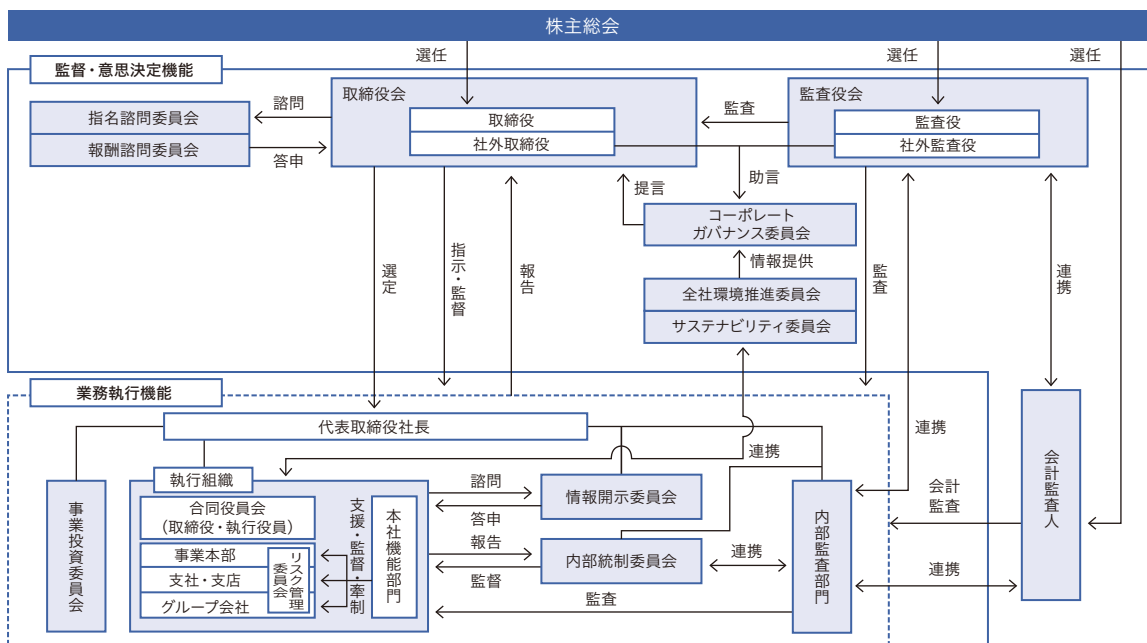 株主総会
選任
選任
選任
監督・意思決定機能
指名諮問委員会
報酬諮問委員会
諮問
答申
取締役会
取締役
社外取締役
監査
監査役会
監査役
社外監査役
提言
助言
コーポレート
ガバナンス委員会
情報提供
全社環境推進委員会
サステナビリティ委員会
選定
指示・監督
報告
監査
連携
業務執行機能
代表取締役社長
連携
連携
執行組織
合同役員会
（取締役・執行役員）
事業本部
支社・支店
グループ会社
リスク管理
委員会
支援・監督・牽制
本社機能部門
事業投資委員会
諮問
答申
報告
監督
情報開示委員会
内部統制委員会
連携
監査
内部監査部門
会計
監査
連携
会計監査人